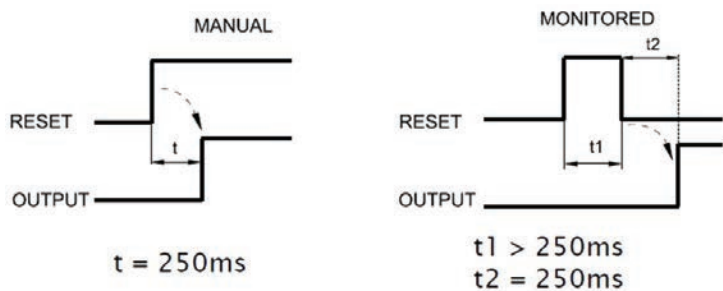 MANUAL
RESET
t
OUTPUT
t = 250ms
MONITORED
t2
RESET
t1
OUTPUT
t1 > 250ms
t2 = 250ms